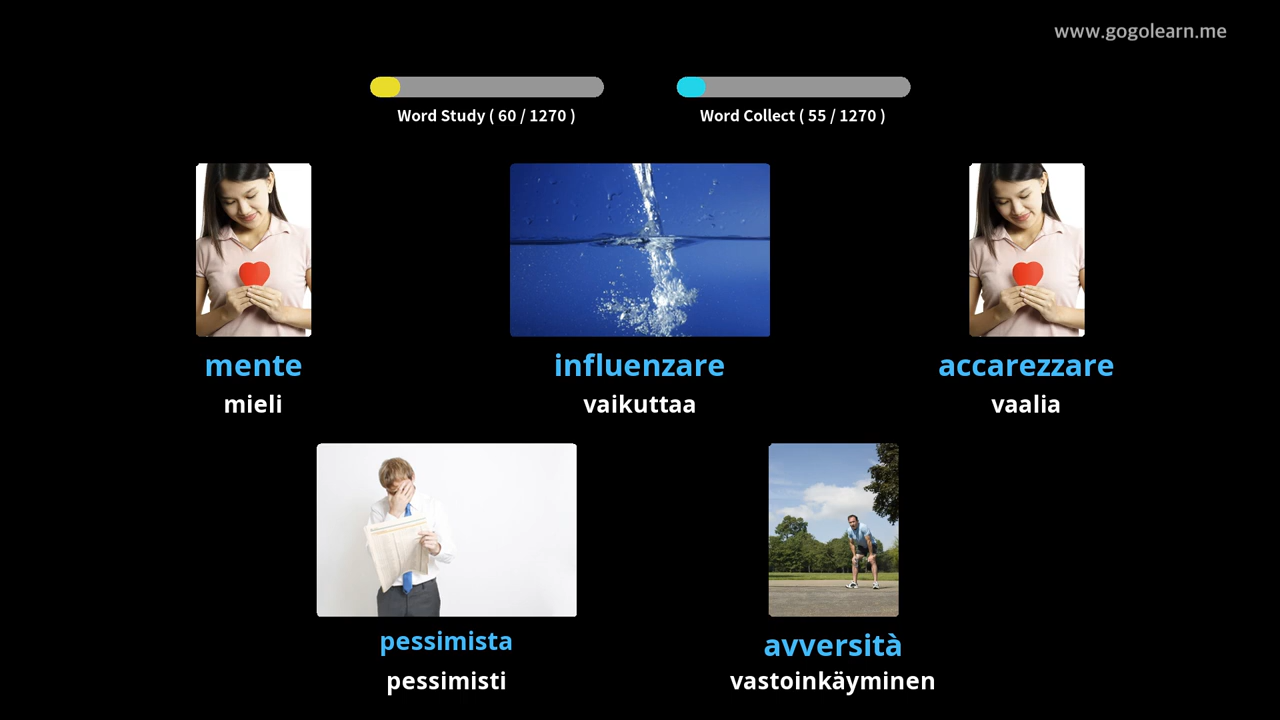 www.gogolearn.me
Word Study ( 60 / 1270 )
Word Collect ( 55 / 1270 )
mente
mieli
influenzare
vaikuttaa
accarezzare
vaalia
pessimista
pessimisti
avversità
vastoinkäyminen